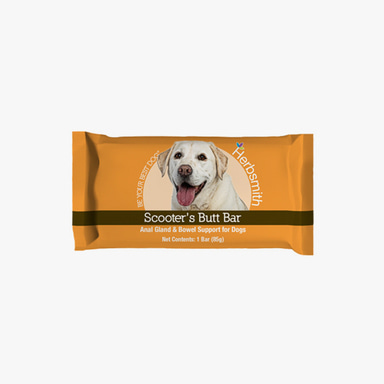 BE YOUR BEST DOG
Herbsmith
Scooter's Butt Bar
Anal Gland & Bowel Support for Dogs
Net Contents: 1 Bar (85g)